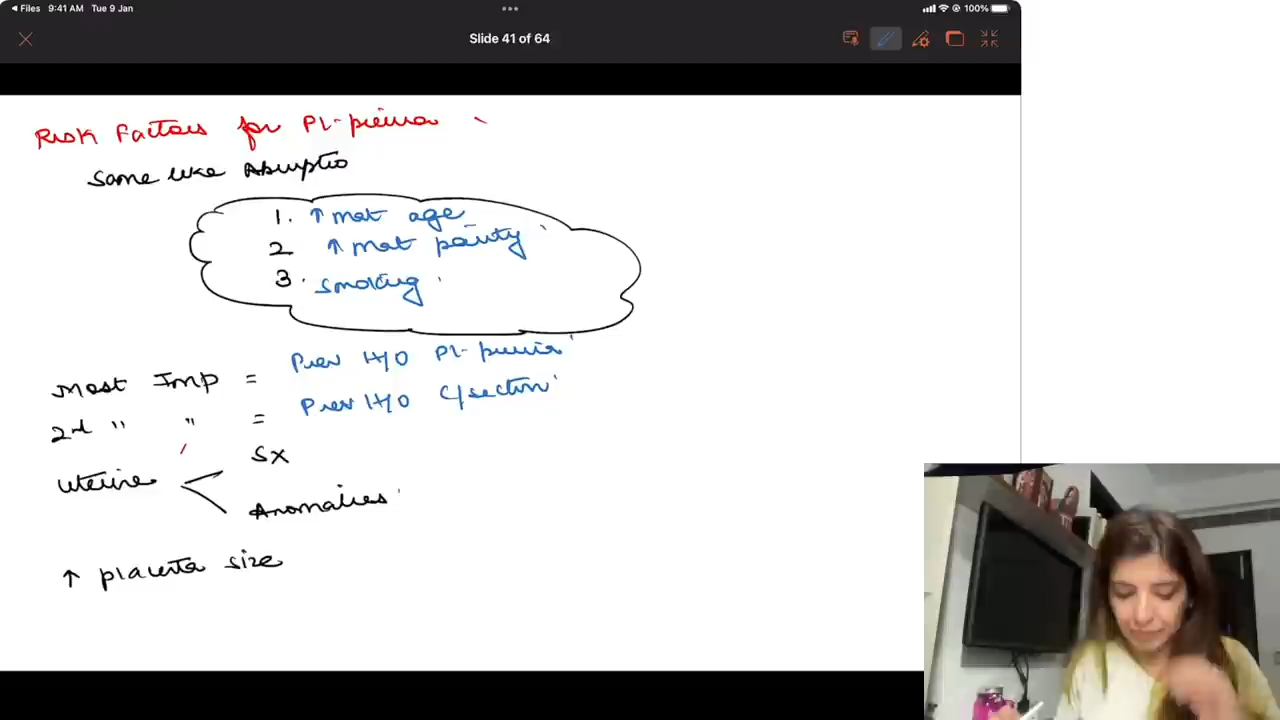 Files 9:41 AM Tue 9 Jan 100%
Slide 41 of 64
Risk Factors for Pl-previa
Same like Abruptio
1. ↑ mat age
2 ↑ mat parity
3. smoking
Most Imp = Prev H/O Pl-previa
2nd " " = Prev H/O C/section
uterine
Sx
Anomalies
↑ placenta size